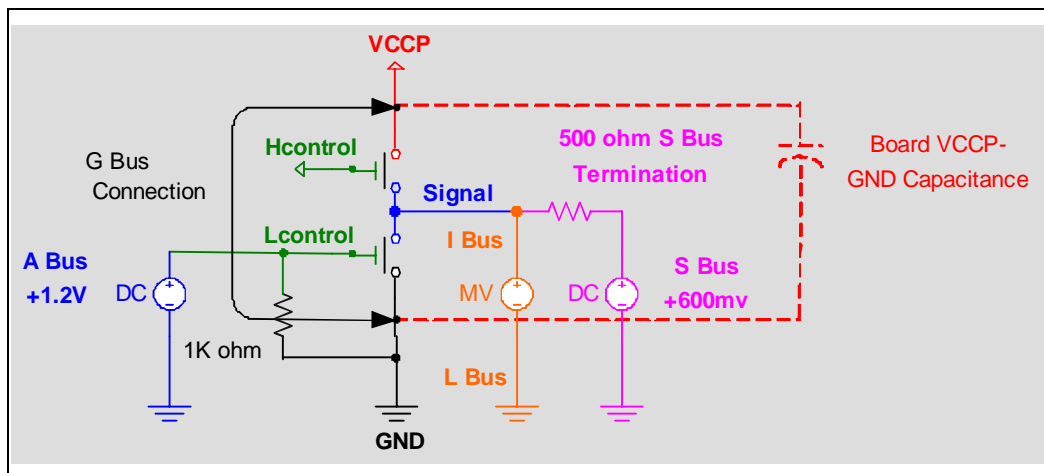 VCCP
Hcontrol
G Bus
Connection
500 ohm S Bus
Termination
Board VCCP-
GND Capacitance
Signal
Lcontrol
I Bus
A Bus
+1.2V
DC
MV
DC
S Bus
+600mv
1K ohm
L Bus
GND